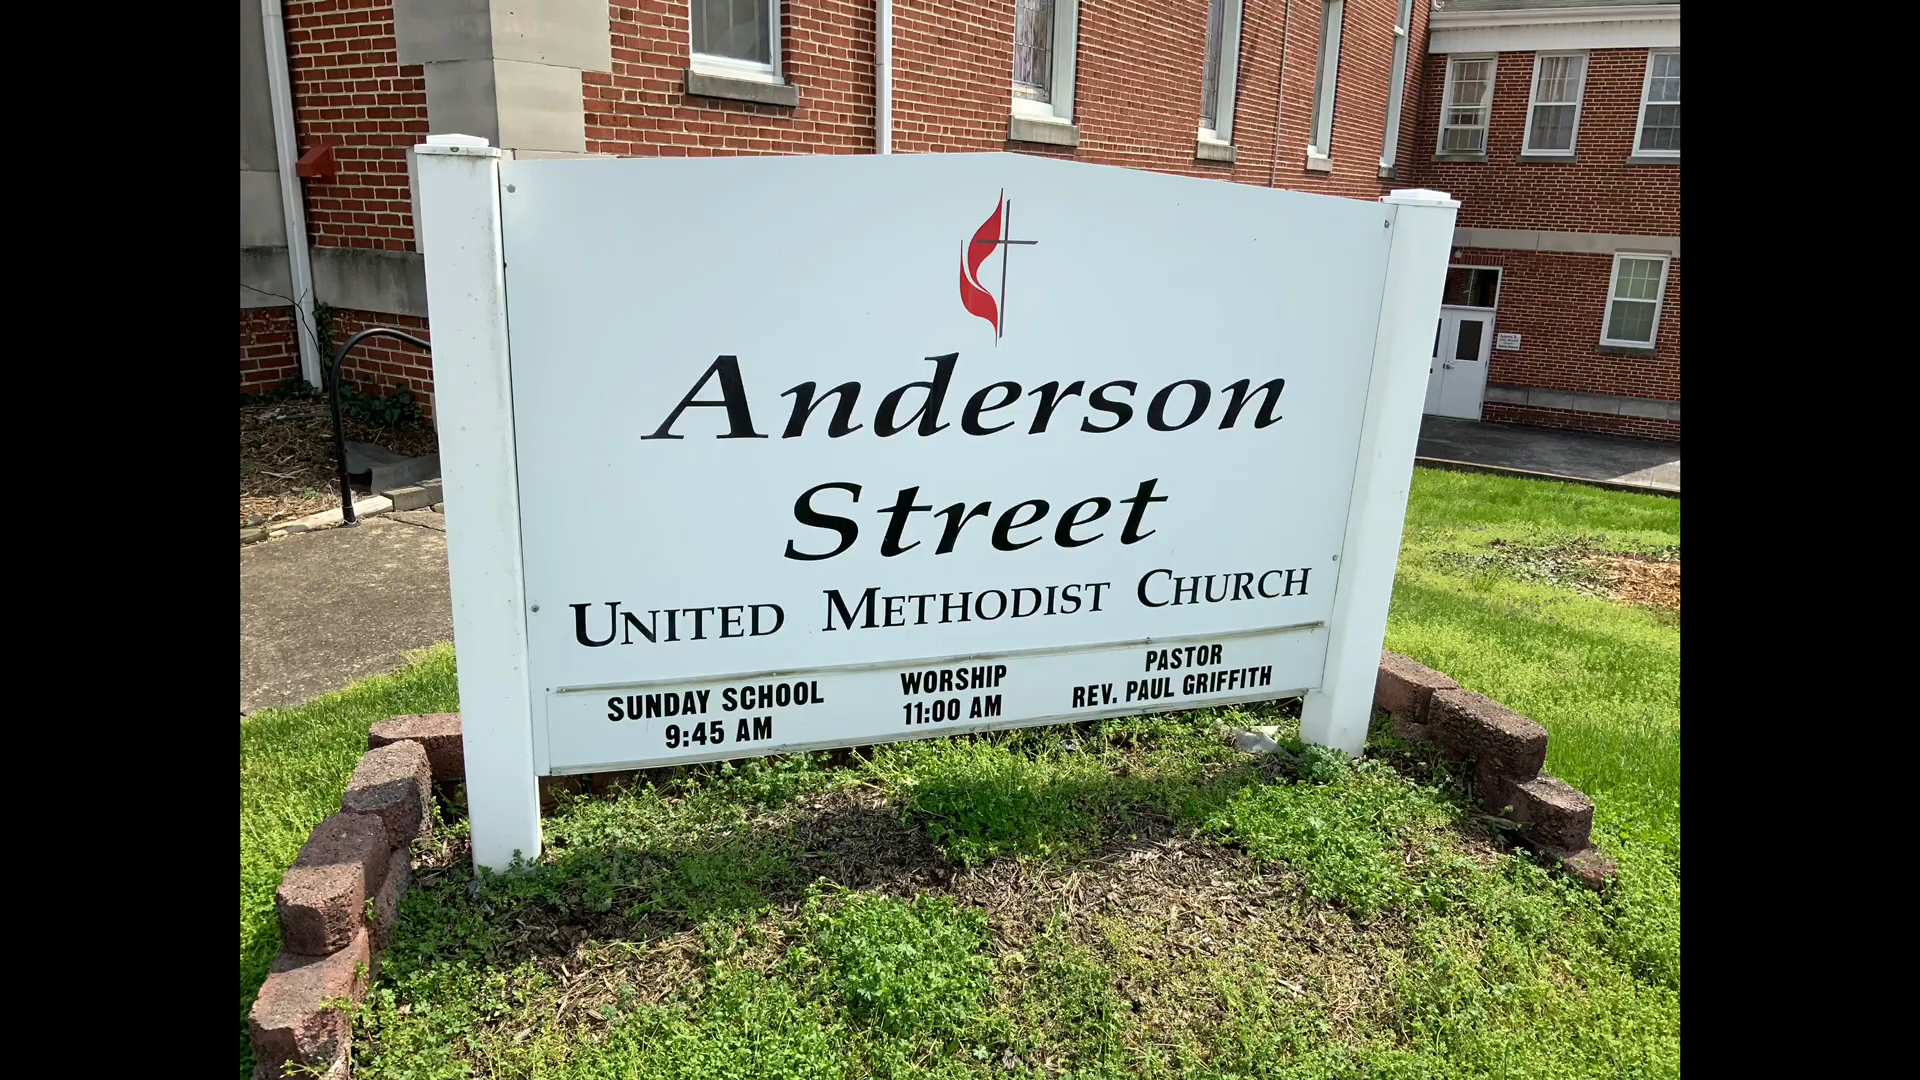 Anderson
Street
UNITED METHODIST CHURCH
SUNDAY SCHOOL
9:45 AM
WORSHIP
11:00 AM
PASTOR
REV. PAUL GRIFFITH